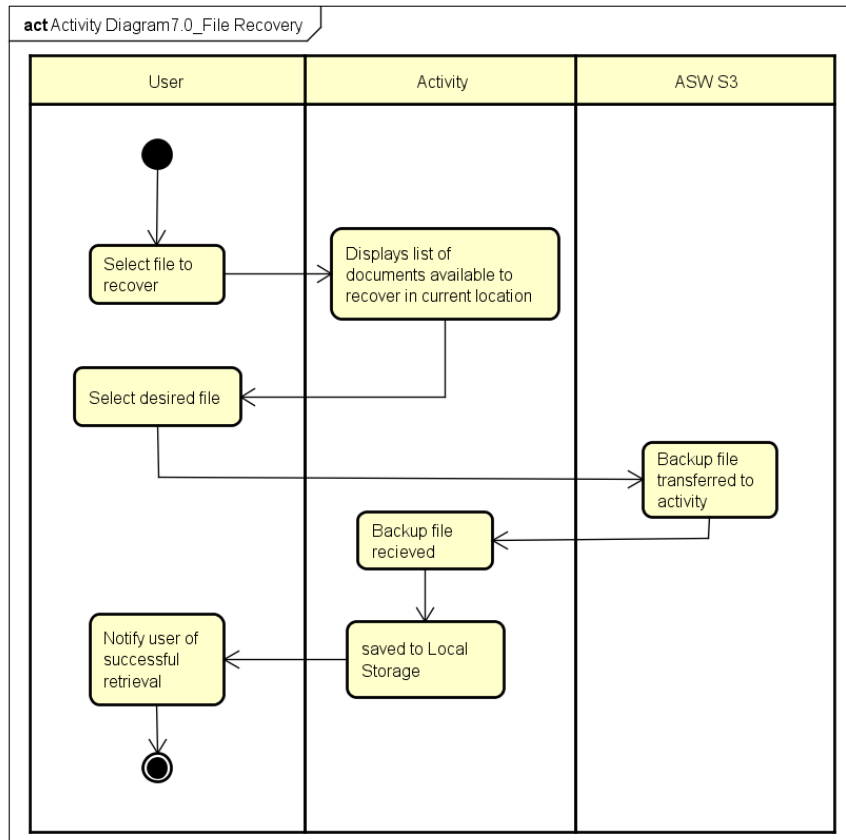 act Activity Diagram7.0_File Recovery
User
Activity
ASW S3
Select file to
recover
Displays list of
documents available to
recover in current location
Select desired file
Backup file
transferred to
activity
Backup file
recieved
saved to Local
Storage
Notify user of
successful
retrieval